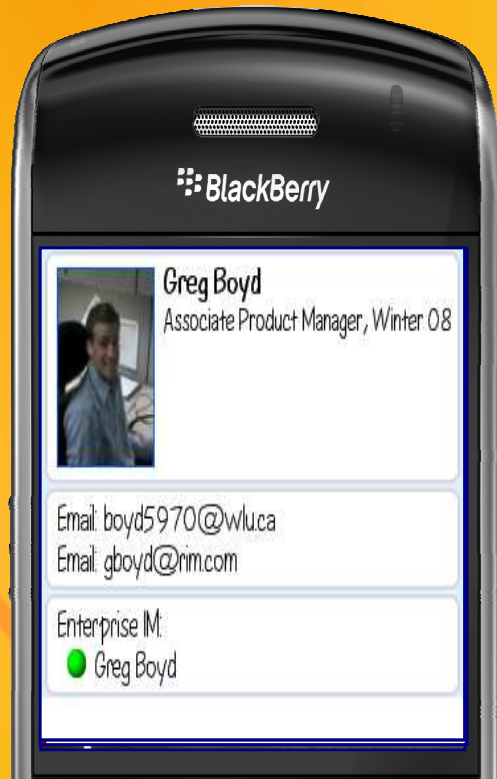 BlackBerry
Greg Boyd
Associate Product Manager, Winter 08
Email: boyd5970@wlu.ca
Email: gboyd@rim.com
Enterprise IM:
Greg Boyd